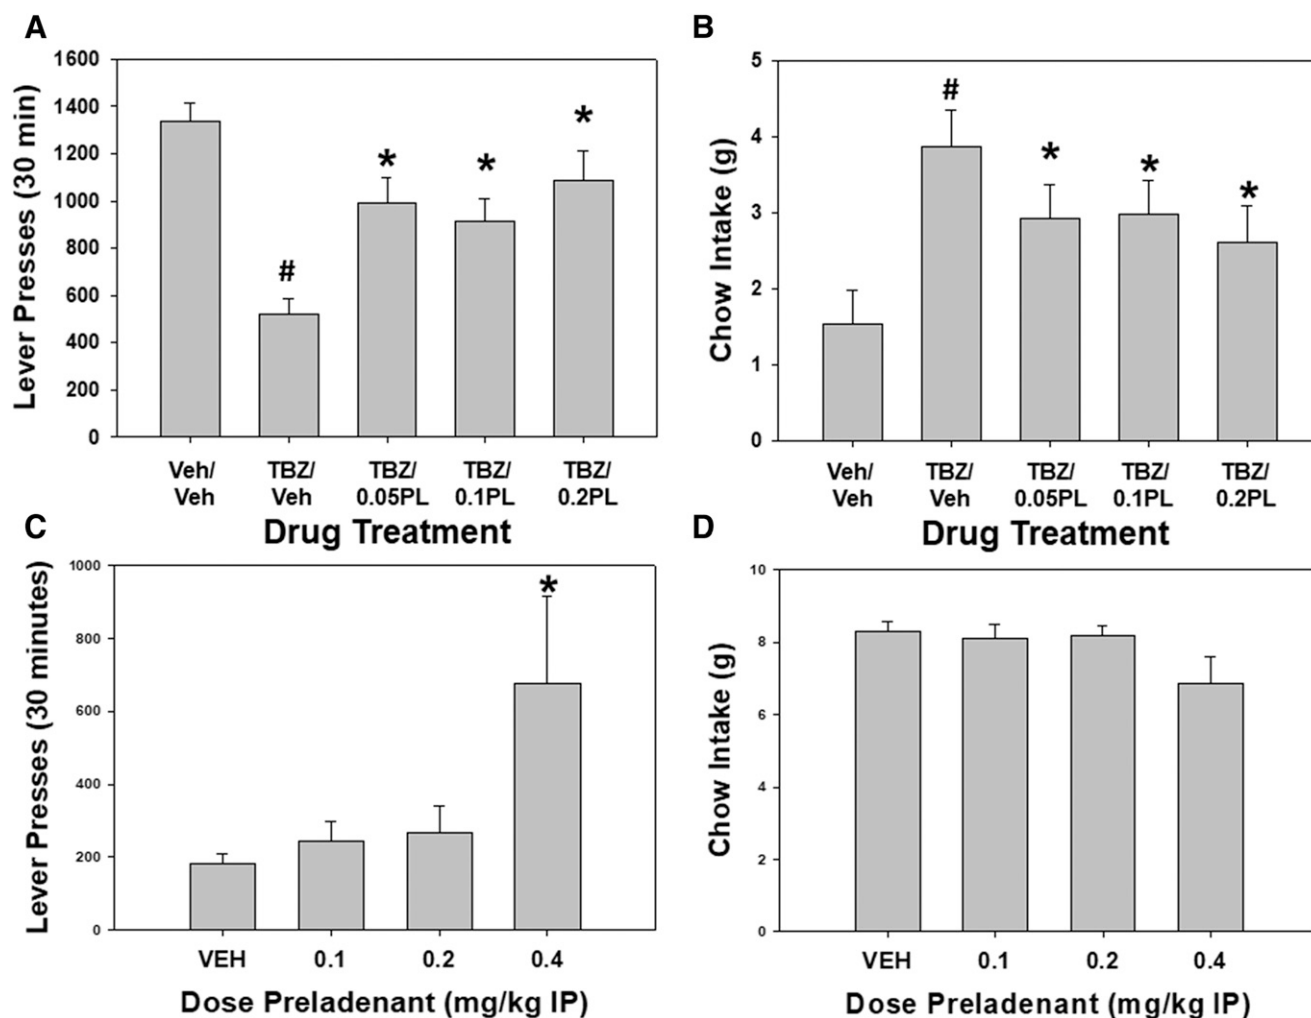 A
Lever Presses (30 min)
1600
1400
1200
1000
800
600
400
200
0
#
*
*
*
Veh/ TBZ/ TBZ/ TBZ/ TBZ/
Veh Veh 0.05PL 0.1PL 0.2PL
Drug Treatment
B
Chow Intake (g)
5
4
3
2
1
0
#
*
*
*
Veh/ TBZ/ TBZ/ TBZ/ TBZ/
Veh Veh 0.05PL 0.1PL 0.2PL
Drug Treatment
C
Lever Presses (30 minutes)
1000
800
600
400
200
0
*
VEH 0.1 0.2 0.4
Dose Preladenant (mg/kg IP)
D
Chow Intake (g)
10
8
6
4
2
0
VEH 0.1 0.2 0.4
Dose Preladenant (mg/kg IP)